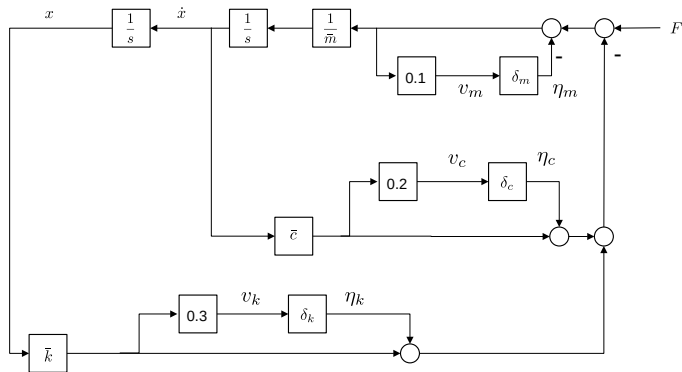 x
ẋ
1/s
1/s
1/m̄
F
-
-
0.1
v_m
δ_m
η_m
0.2
v_c
δ_c
η_c
c̄
0.3
v_k
δ_k
η_k
k̄